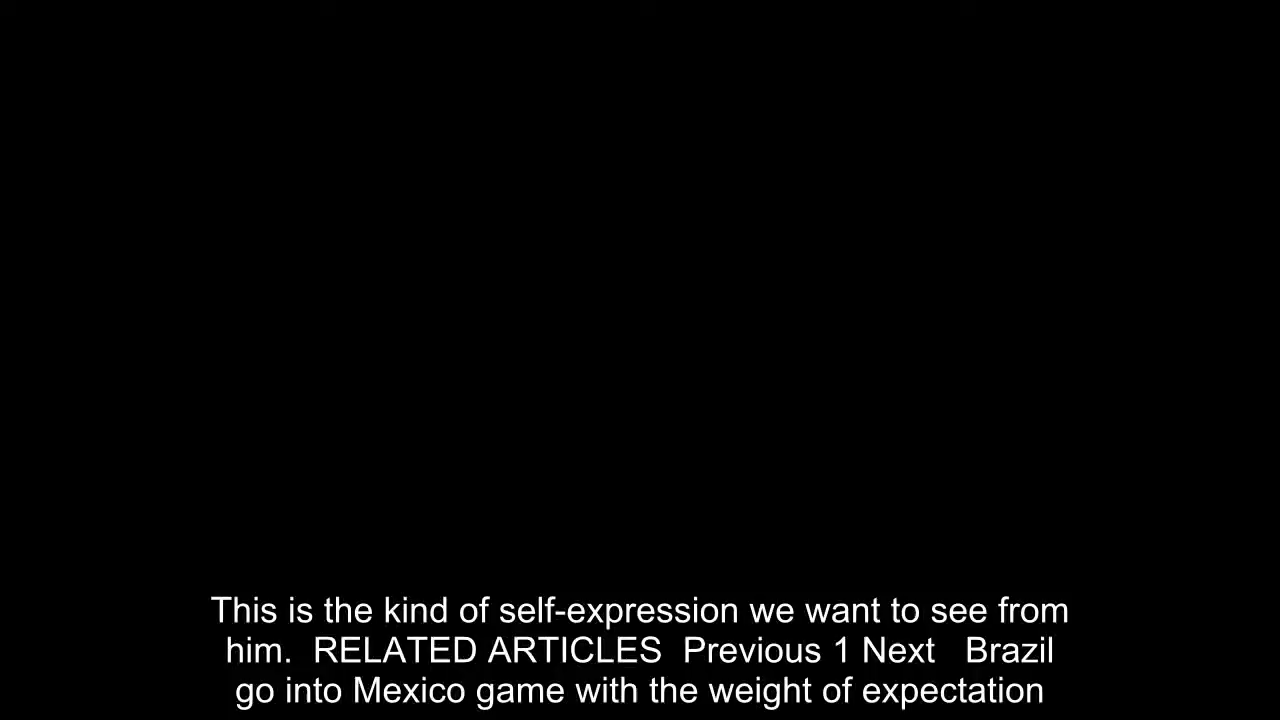 This is the kind of self-expression we want to see from
him.  RELATED ARTICLES  Previous 1 Next   Brazil
go into Mexico game with the weight of expectation